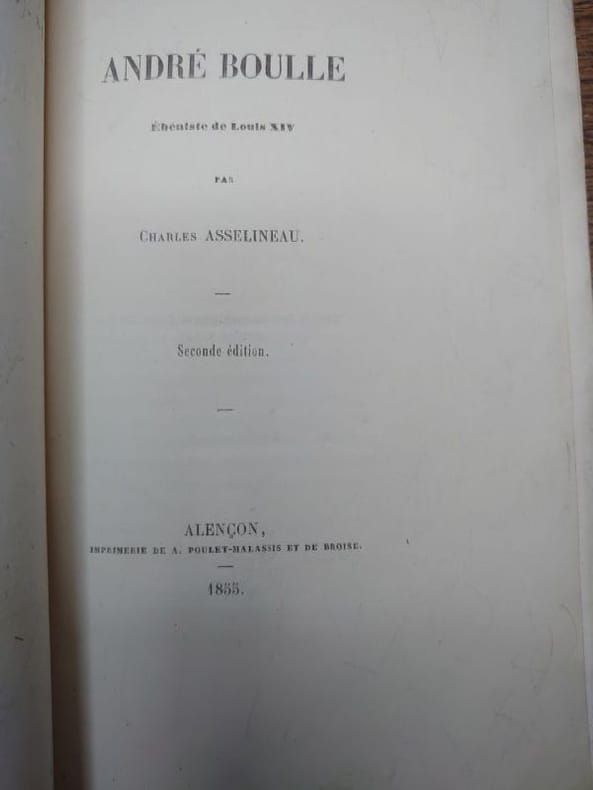 ANDRÉ BOULLE
Ébéniste de Louis XIV
PAR
CHARLES ASSELINEAU.
Seconde édition.
ALENÇON,
IMPRIMERIE DE A. POULET-MALASSIS ET DE BROISE.
1855.